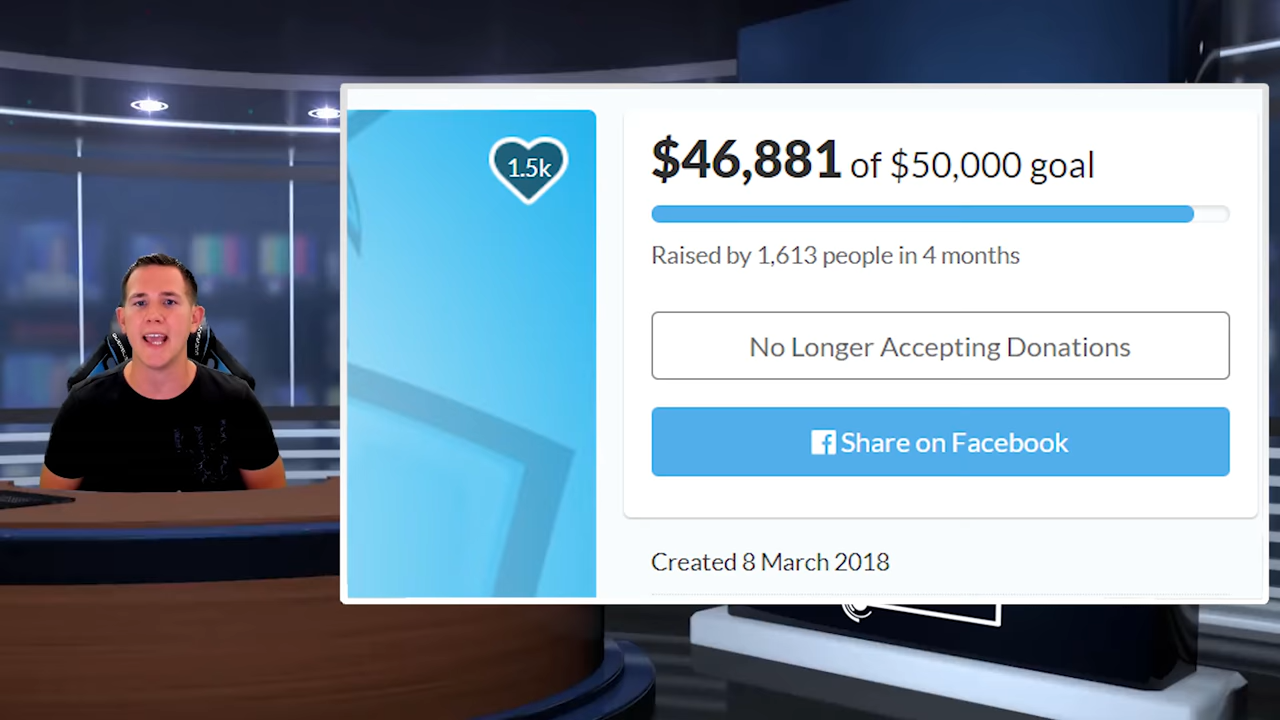 1.5k
$46,881 of $50,000 goal
Raised by 1,613 people in 4 months
No Longer Accepting Donations
Share on Facebook
Created 8 March 2018